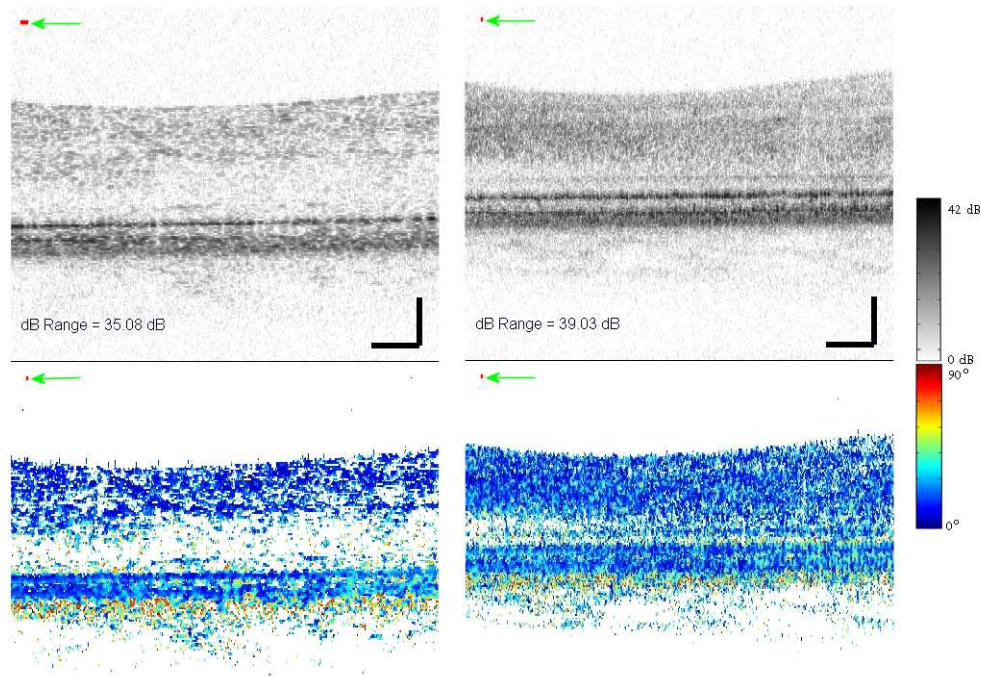 dB Range = 35.08 dB
dB Range = 39.03 dB
42 dB
0 dB
90°
0°